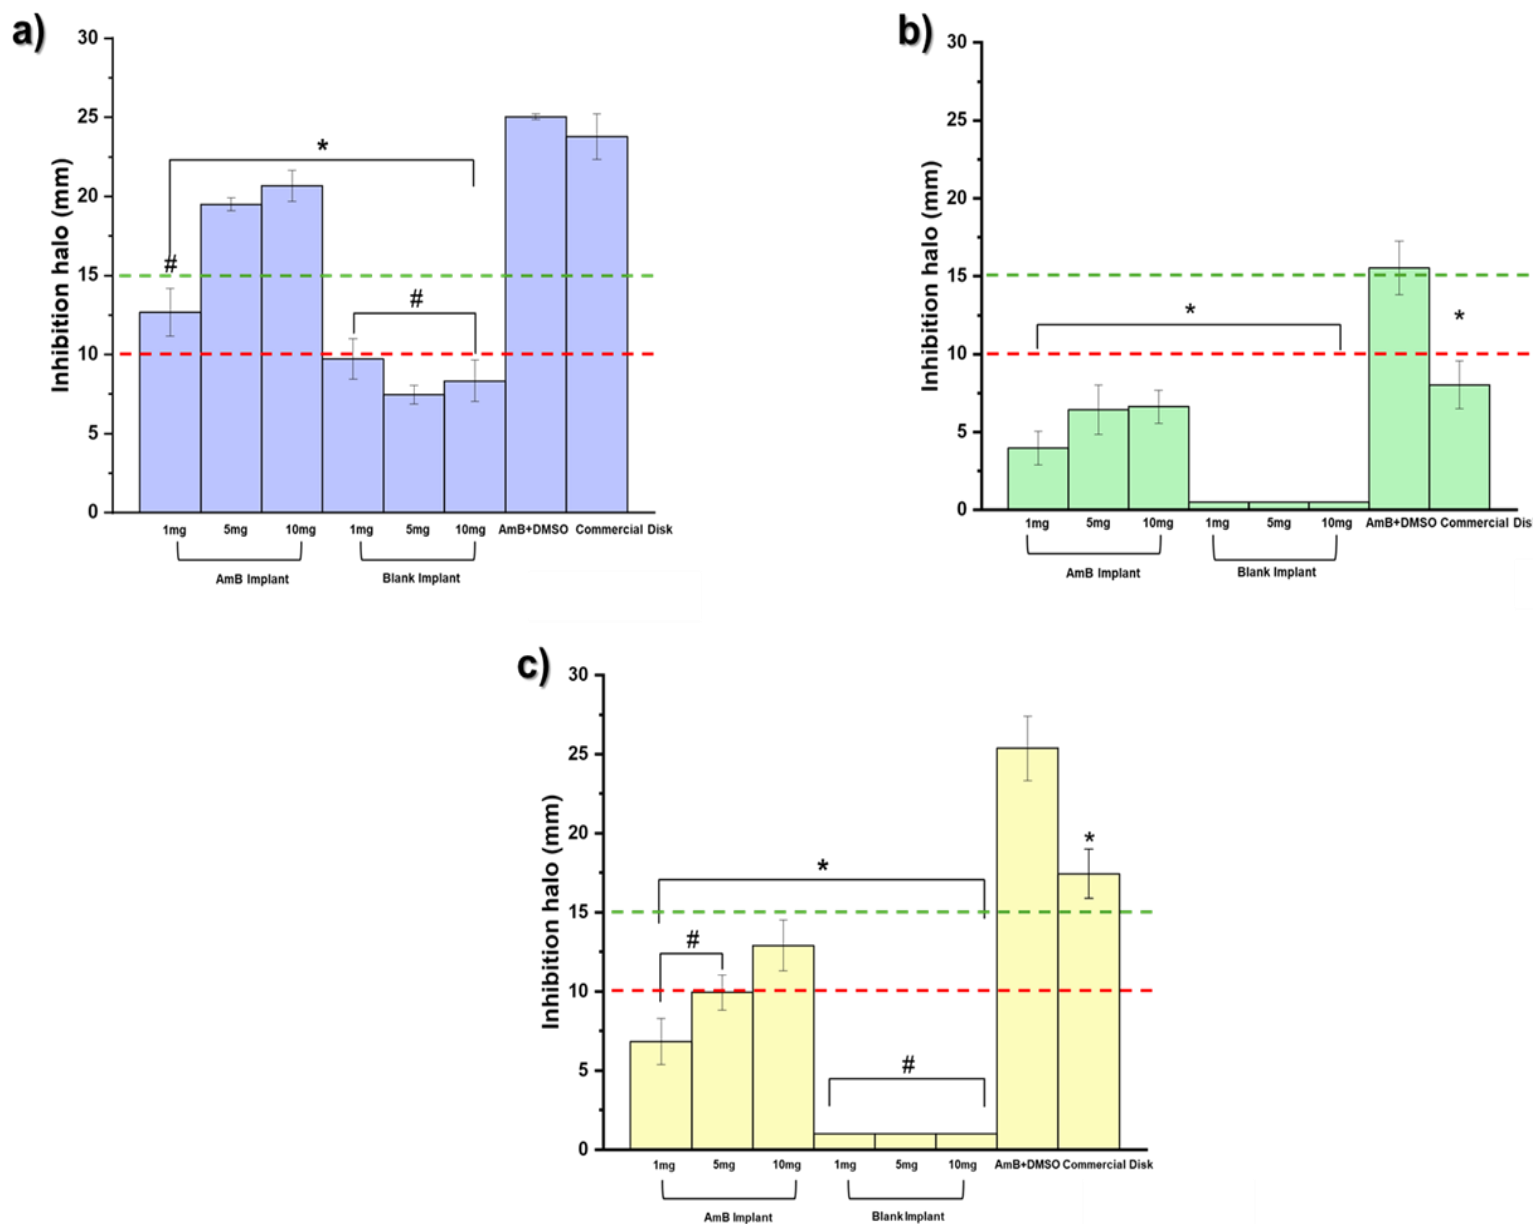 a)
Inhibition halo (mm)
30
25
20
15
10
5
0
*
#
#
1mg 5mg 10mg 1mg 5mg 10mg AmB+DMSO Commercial Disk
AmB Implant Blank Implant
b)
Inhibition halo (mm)
30
25
20
15
10
5
0
*
*
1mg 5mg 10mg 1mg 5mg 10mg AmB+DMSO Commercial Dis
AmB Implant Blank Implant
c)
Inhibition halo (mm)
30
25
20
15
10
5
0
*
*
#
#
1mg 5mg 10mg 1mg 5mg 10mg AmB+DMSO Commercial Disk
AmB Implant Blank Implant